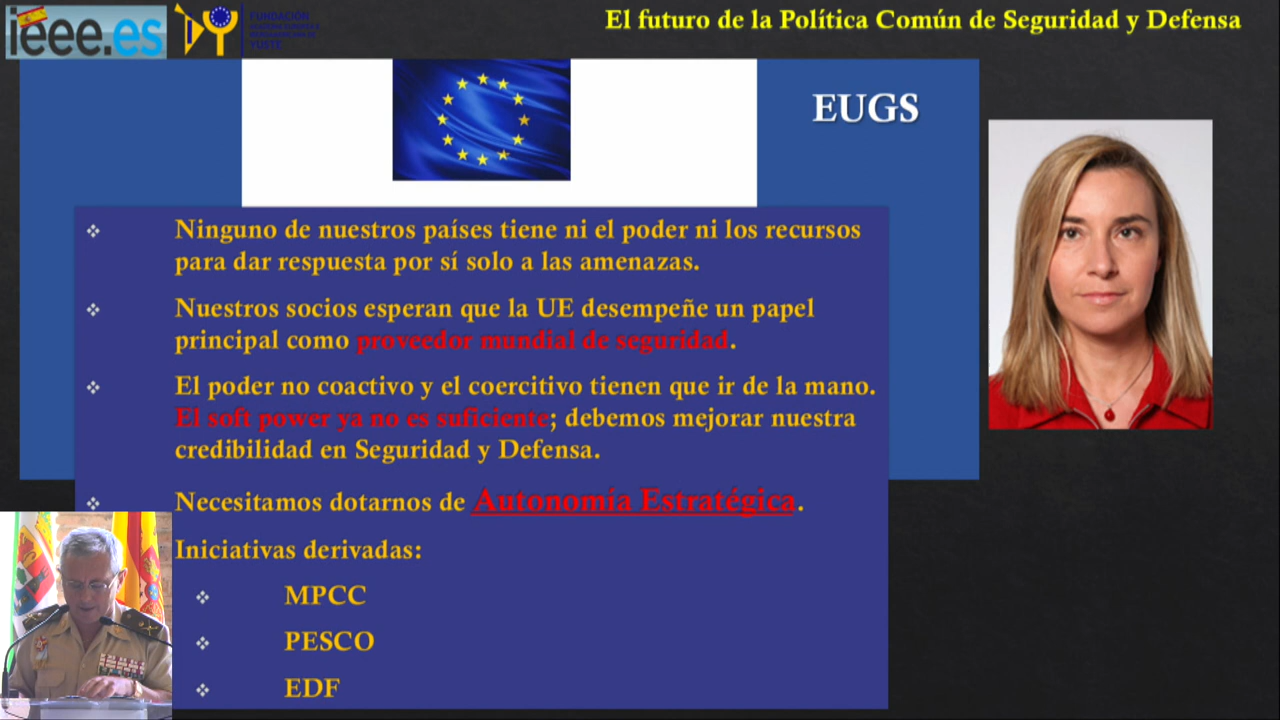 ieee.es
FUNDACIÓN
YUSTE
El futuro de la Política Común de Seguridad y Defensa
EUGS
Ninguno de nuestros países tiene ni el poder ni los recursos
para dar respuesta por sí solo a las amenazas.
Nuestros socios esperan que la UE desempeñe un papel
principal como proveedor mundial de seguridad.
El poder no coactivo y el coercitivo tienen que ir de la mano.
El soft power ya no es suficiente; debemos mejorar nuestra
credibilidad en Seguridad y Defensa.
Necesitamos dotarnos de Autonomía Estratégica.
Iniciativas derivadas:
MPCC
PESCO
EDF